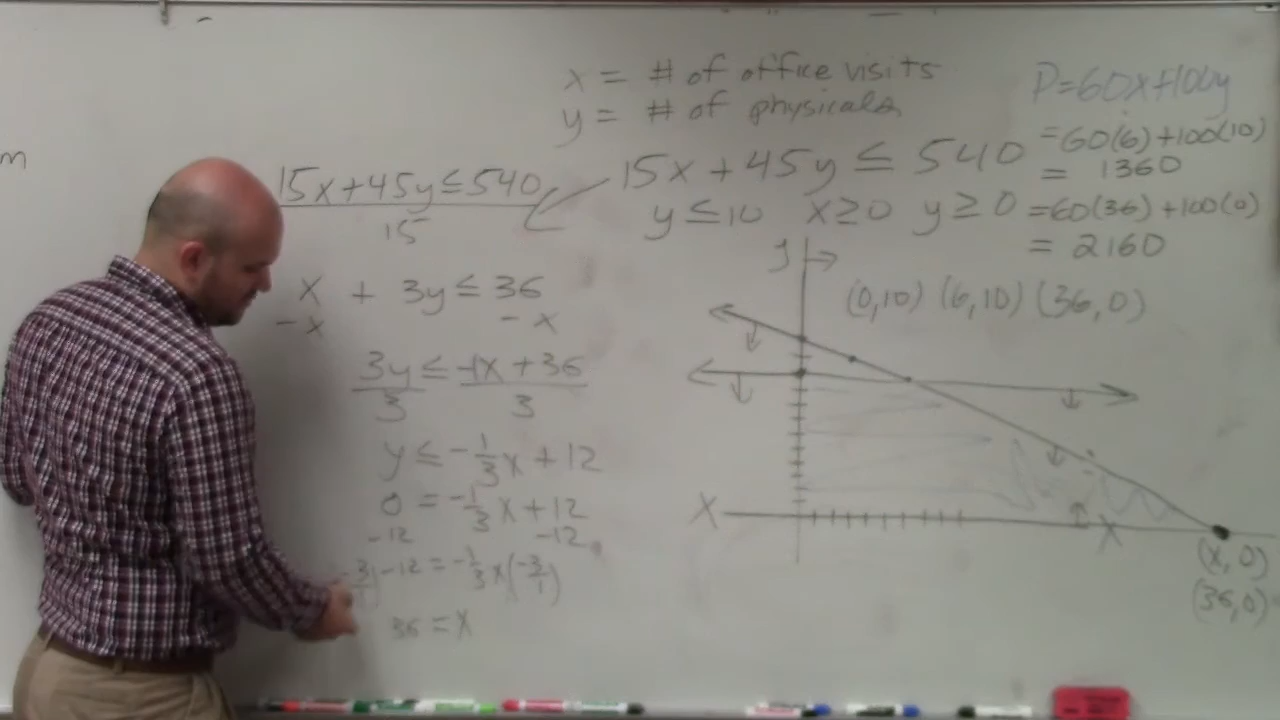 m
x = # of office visits
y = # of physicals
15x + 45y ≤ 540
y ≤ 10 x ≥ 0 y ≥ 0
P=60x+100y
=60(6)+100(10)
= 1360
=60(36)+100(0)
= 2160
15x+45y ≤ 540
15
x + 3y ≤ 36
-x -x
3y ≤ -1x + 36
3 3
y ≤ -1/3x + 12
0 = -1/3x + 12
-12 -12
-12 = -1/3x(-3/1)
36 = x
y
(0,10) (6,10) (36,0)
X
X
(x, 0)
(36,0)